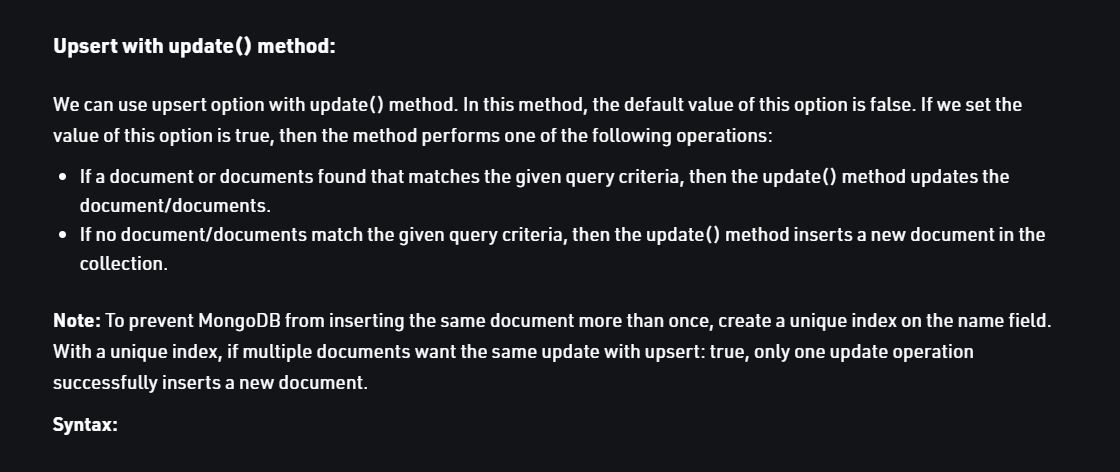 Upsert with update() method:
We can use upsert option with update() method. In this method, the default value of this option is false. If we set the
value of this option is true, then the method performs one of the following operations:
• If a document or documents found that matches the given query criteria, then the update() method updates the
document/documents.
• If no document/documents match the given query criteria, then the update() method inserts a new document in the
collection.
Note: To prevent MongoDB from inserting the same document more than once, create a unique index on the name field.
With a unique index, if multiple documents want the same update with upsert: true, only one update operation
successfully inserts a new document.
Syntax: